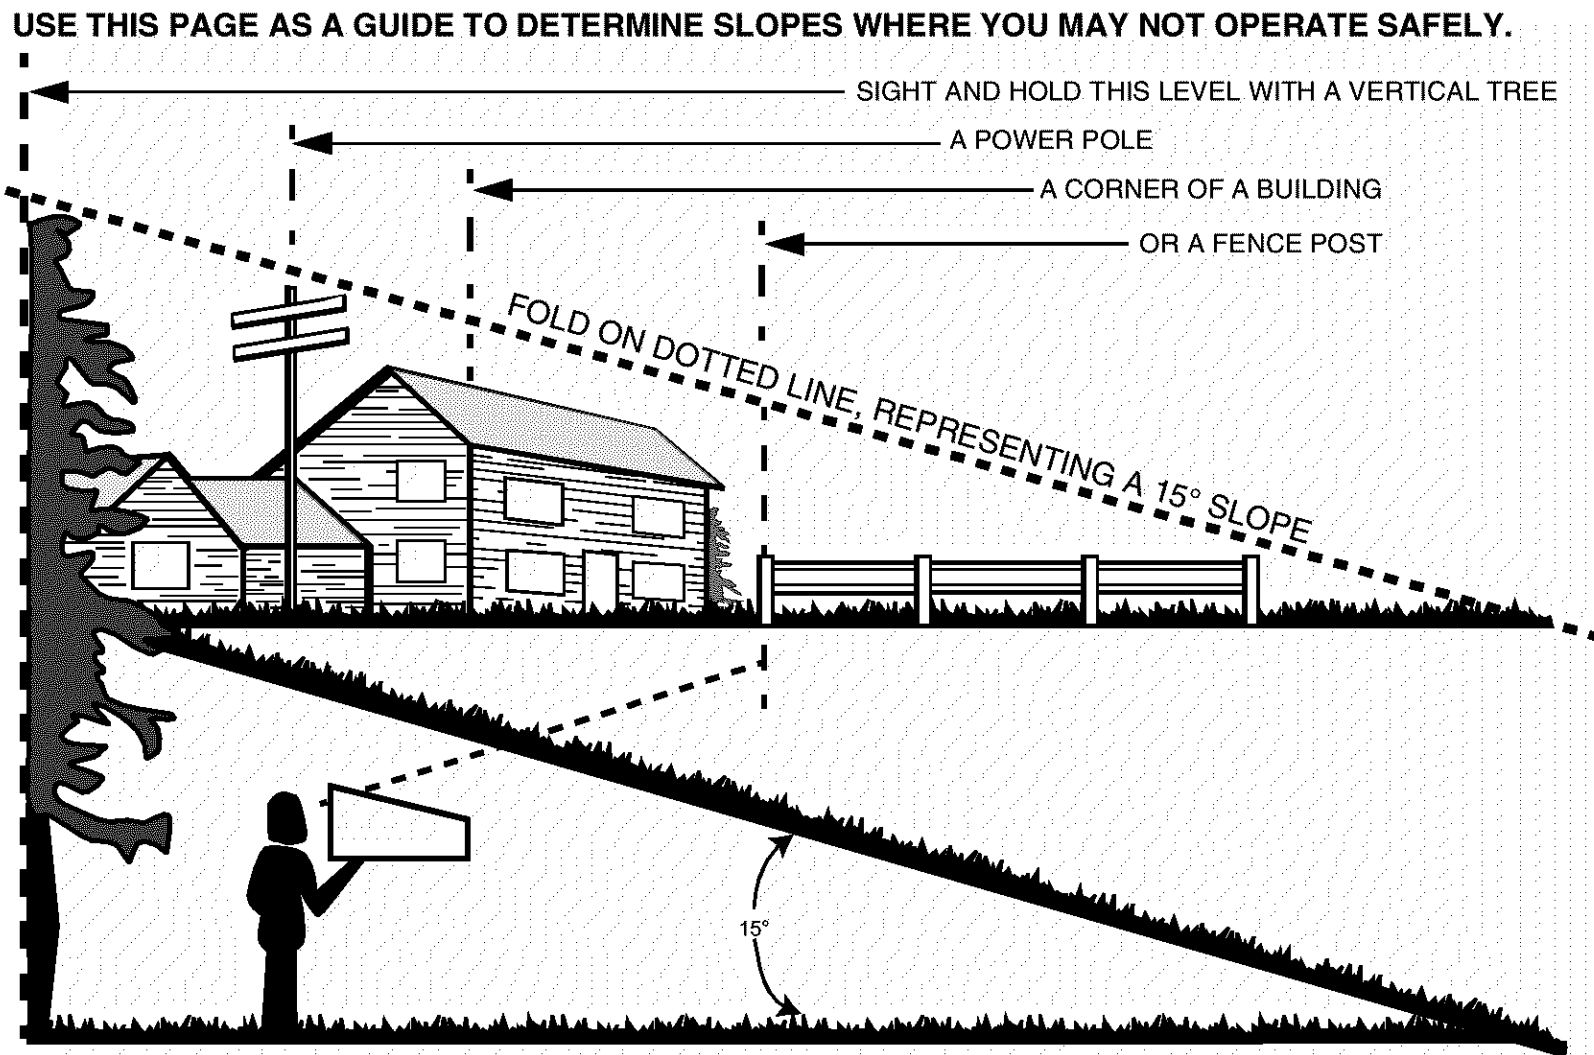 USE THIS PAGE AS A GUIDE TO DETERMINE SLOPES WHERE YOU MAY NOT OPERATE SAFELY.
SIGHT AND HOLD THIS LEVEL WITH A VERTICAL TREE
A POWER POLE
A CORNER OF A BUILDING
OR A FENCE POST
FOLD ON DOTTED LINE, REPRESENTING A 15° SLOPE
15°